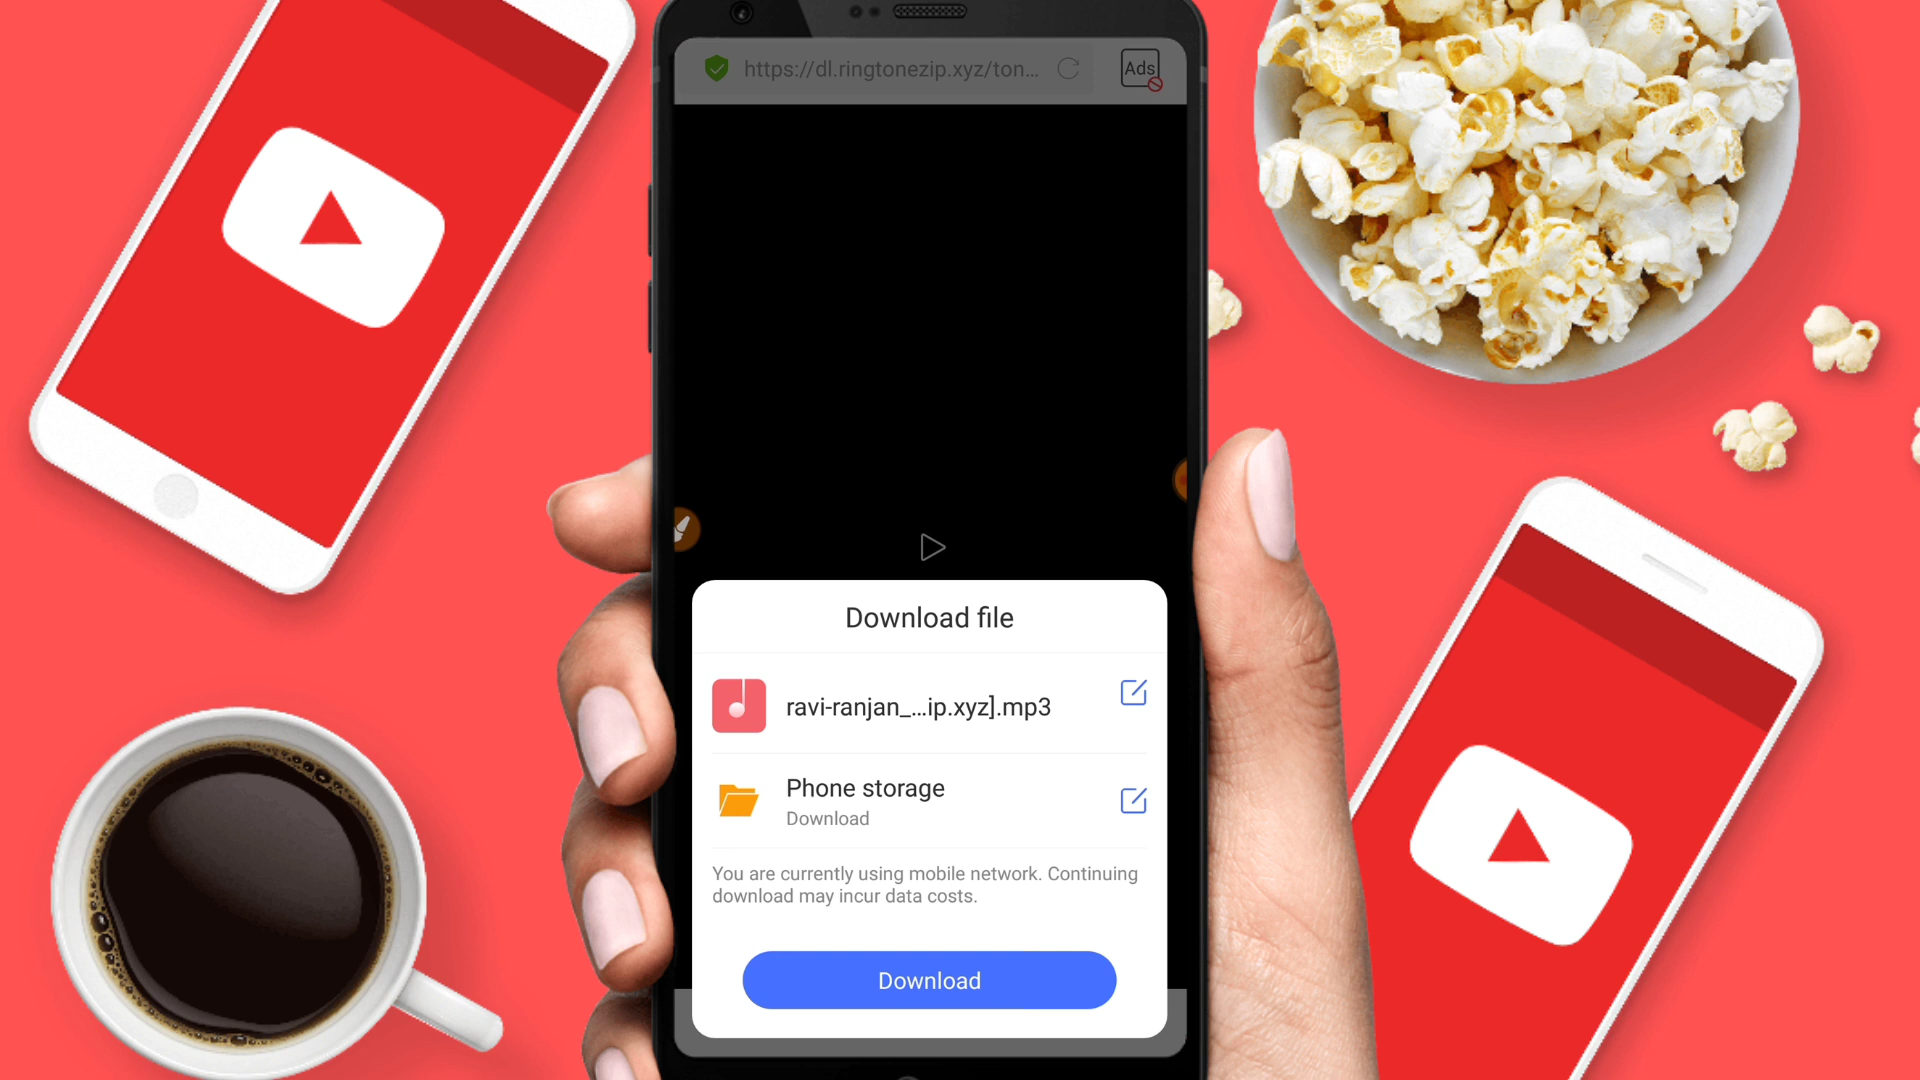 https://dl.ringtonezip.xyz/ton...
Ads
Download file
ravi-ranjan_...ip.xyz].mp3
Phone storage
Download
You are currently using mobile network. Continuing
download may incur data costs.
Download